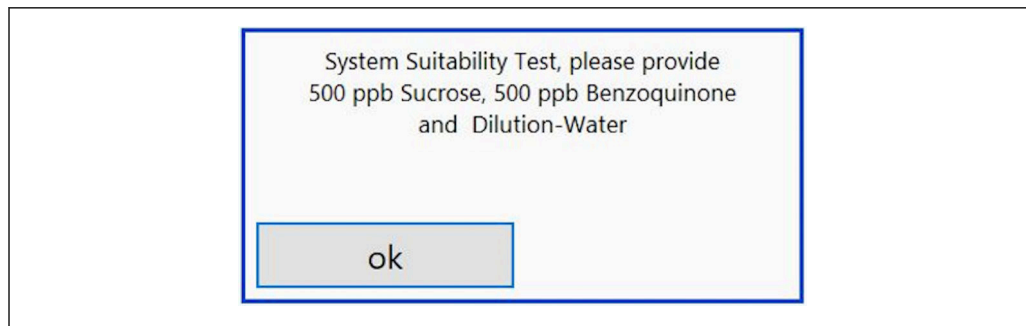 System Suitability Test, please provide
500 ppb Sucrose, 500 ppb Benzoquinone
and Dilution-Water
ok